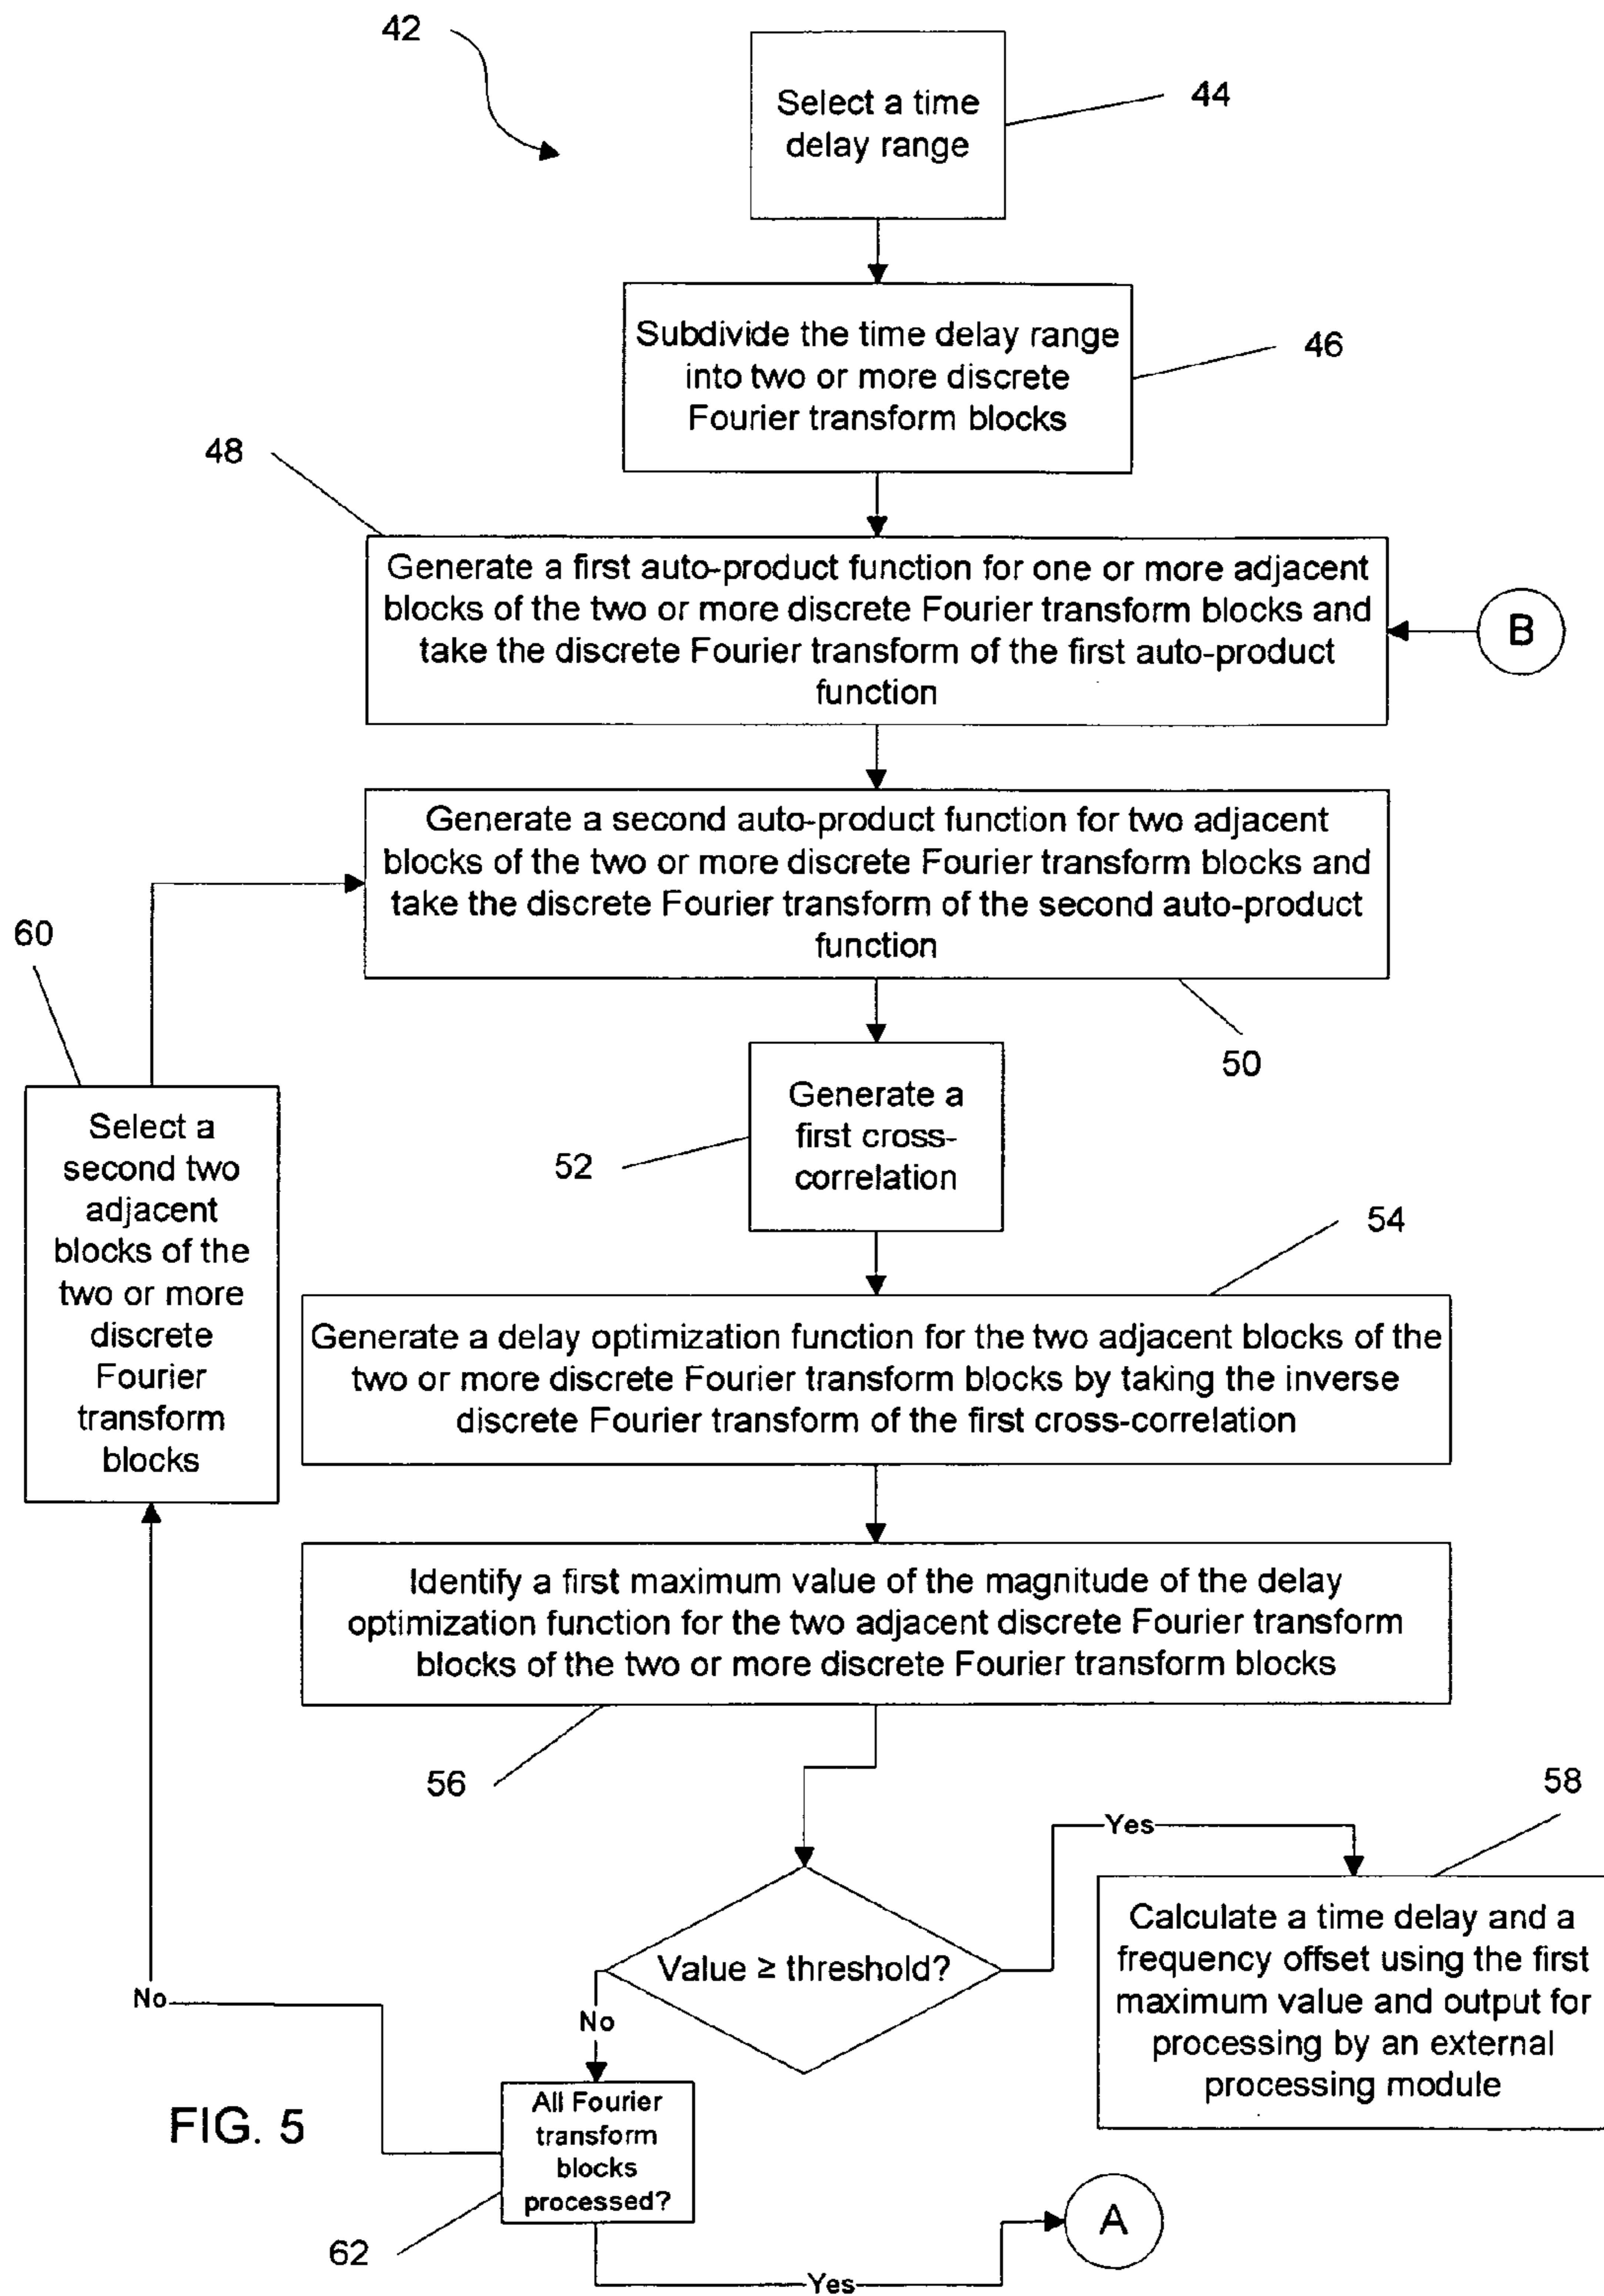 42
Select a time
delay range
44
Subdivide the time delay range
into two or more discrete
Fourier transform blocks
46
48
Generate a first auto-product function for one or more adjacent
blocks of the two or more discrete Fourier transform blocks and
take the discrete Fourier transform of the first auto-product
function
B
Generate a second auto-product function for two adjacent
blocks of the two or more discrete Fourier transform blocks and
take the discrete Fourier transform of the second auto-product
function
50
60
Select a
second two
adjacent
blocks of the
two or more
discrete
Fourier
transform
blocks
Generate a
first cross-
correlation
52
54
Generate a delay optimization function for the two adjacent blocks of the
two or more discrete Fourier transform blocks by taking the inverse
discrete Fourier transform of the first cross-correlation
Identify a first maximum value of the magnitude of the delay
optimization function for the two adjacent discrete Fourier transform
blocks of the two or more discrete Fourier transform blocks
56
58
Yes
Value ≥ threshold?
Calculate a time delay and a
frequency offset using the first
maximum value and output for
processing by an external
processing module
No
No
All Fourier
transform
blocks
processed?
62
Yes
A
FIG. 5